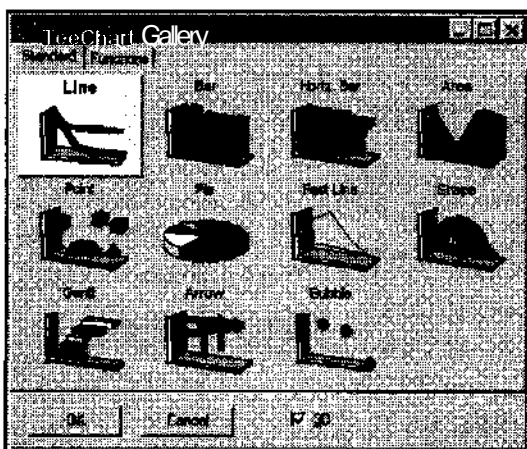 TeeChart Gallery
Standard Functions
Line Bar Horiz. Bar Area
Point Pie Fast Line Shape
Gantt Arrow Bubble
OK Cancel 3D